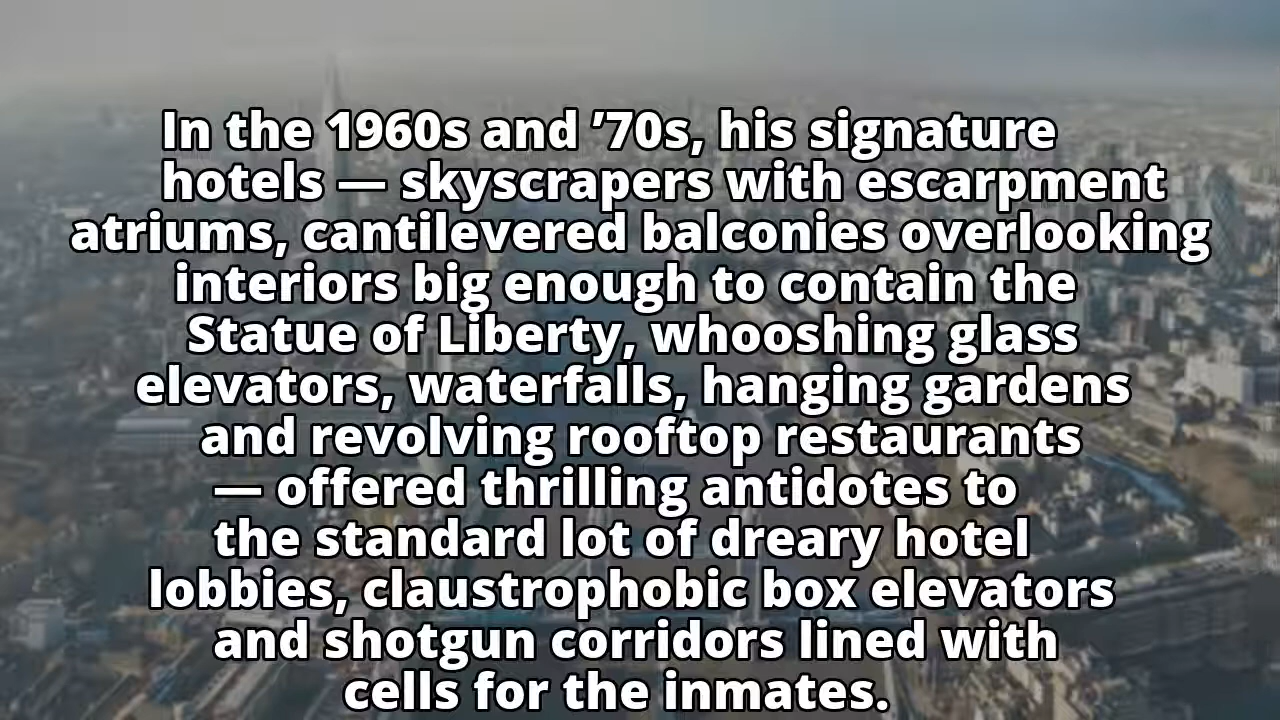 In the 1960s and ’70s, his signature
hotels — skyscrapers with escarpment
atriums, cantilevered balconies overlooking
interiors big enough to contain the
Statue of Liberty, whooshing glass
elevators, waterfalls, hanging gardens
and revolving rooftop restaurants
— offered thrilling antidotes to
the standard lot of dreary hotel
lobbies, claustrophobic box elevators
and shotgun corridors lined with
cells for the inmates.